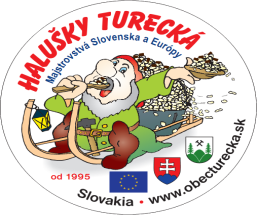 HALUŠKY TURECKÁ
Majstrovstvá Slovenska a Európy
od 1995
Slovakia • www.obecturecka.sk